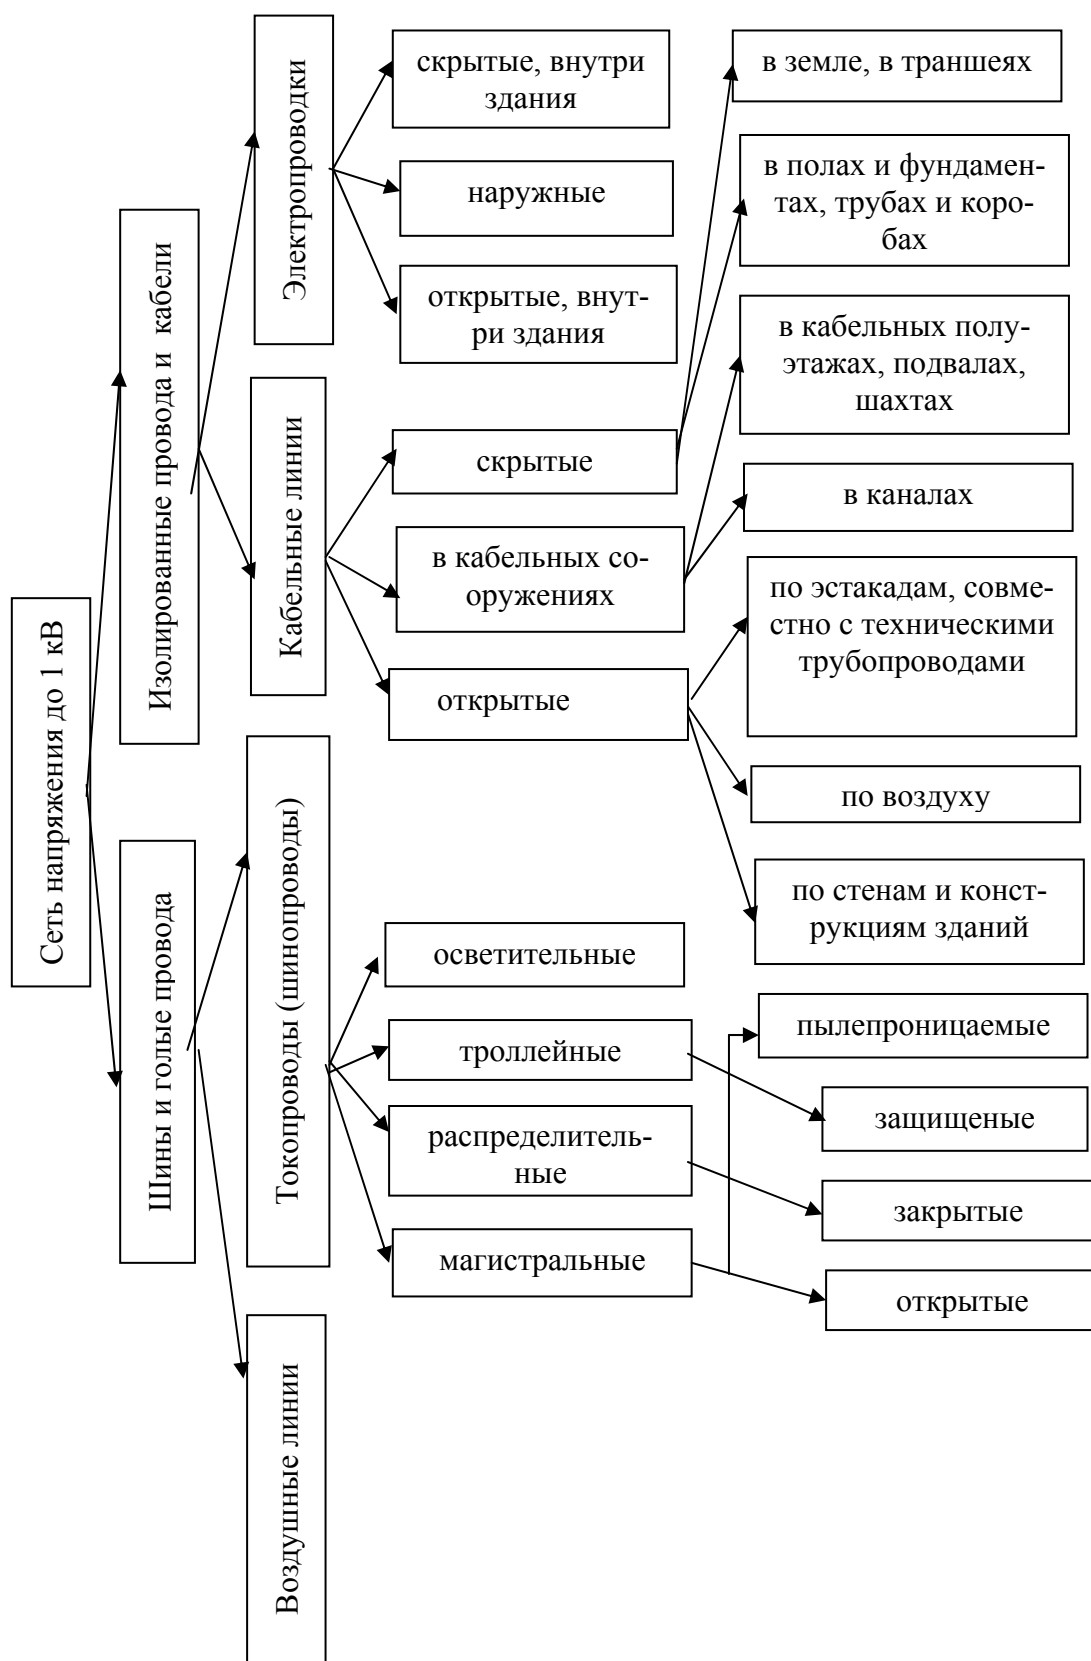 Сеть напряжения до 1 кВ
Изолированные провода и кабели
Шины и голые провода
Электропроводки
Кабельные линии
Токопроводы (шинопроводы)
Воздушные линии
скрытые, внутри
здания
наружные
открытые, внут-
ри здания
скрытые
в кабельных со-
оружениях
открытые
осветительные
троллейные
распределитель-
ные
магистральные
в земле, в траншеях
в полах и фундамен-
тах, трубах и коро-
бах
в кабельных полу-
этажах, подвалах,
шахтах
в каналах
по эстакадам, совме-
стно с техническими
трубопроводами
по воздуху
по стенам и конст-
рукциям зданий
пылепроницаемые
защищеные
закрытые
открытые